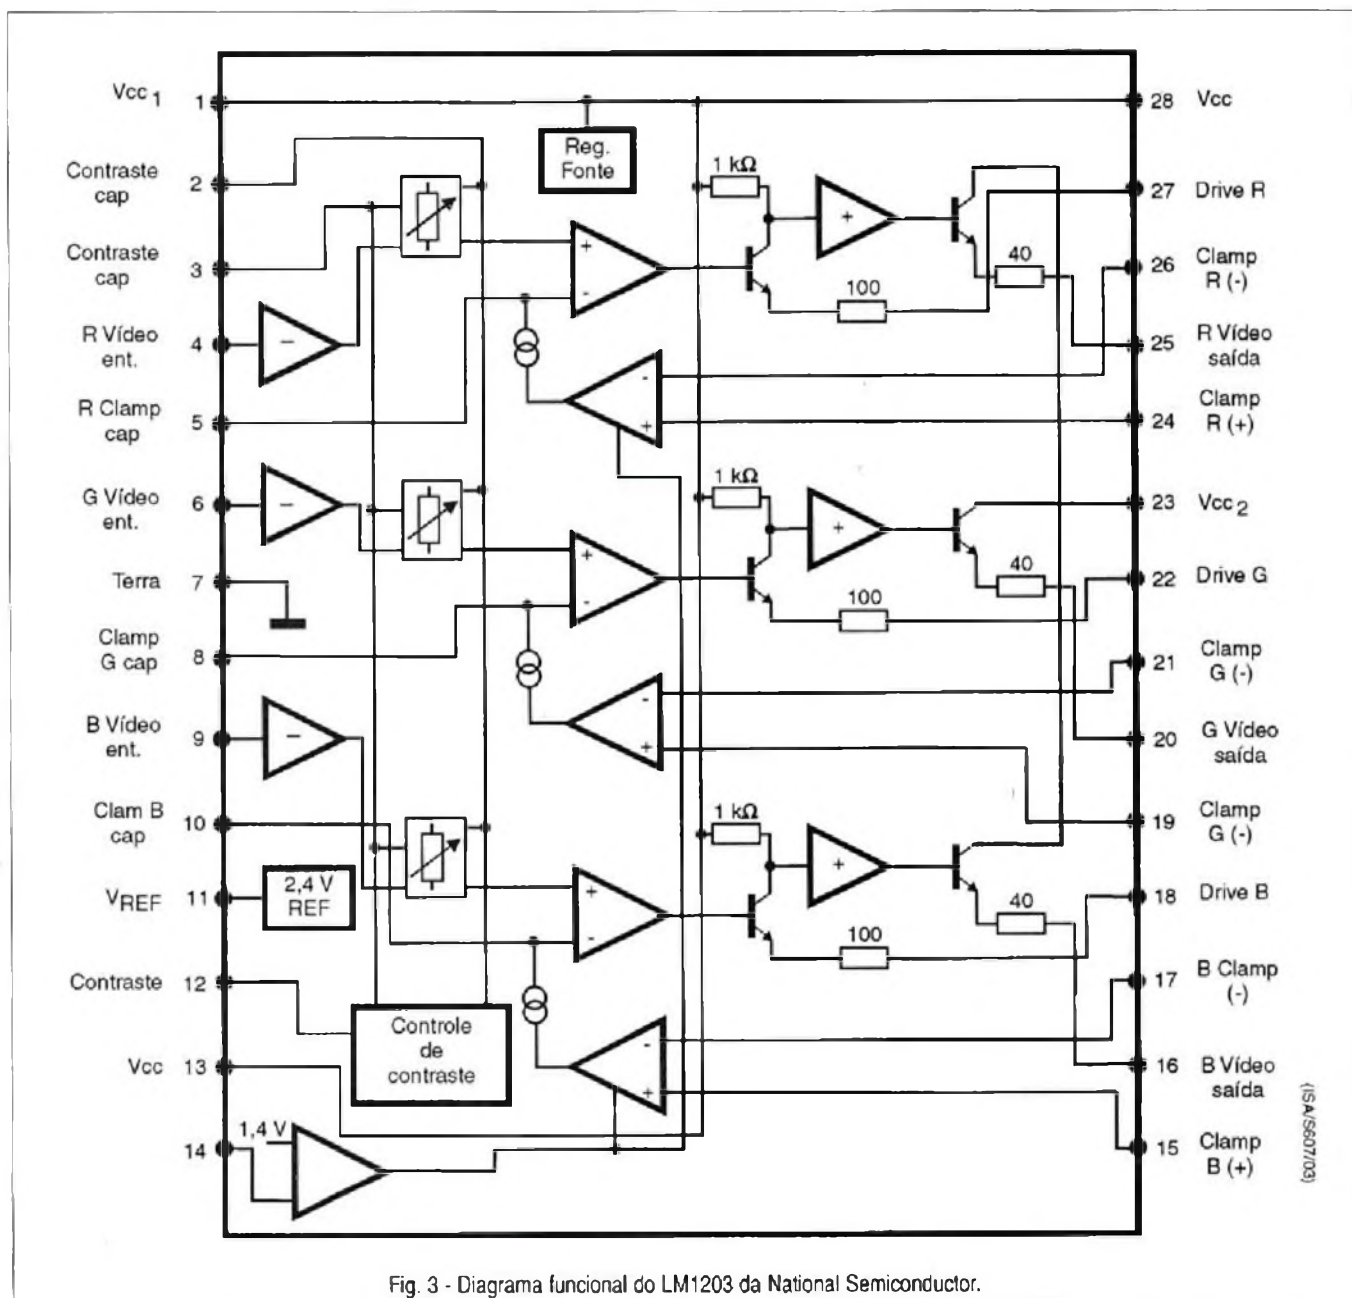 Vcc 1
1
Contraste
cap
2
Contraste
cap
3
R Vídeo
ent.
4
R Clamp
cap
5
G Vídeo
ent.
6
Terra
7
Clamp
G cap
8
B Vídeo
ent.
9
Clam B
cap
10
VREF
11
Contraste
12
Vcc
13
14
Reg.
Fonte
2,4 V
REF
Controle
de
contraste
1,4 V
−
−
−
+
-
-
+
+
-
-
+
+
-
-
+
1 kΩ
+
40
100
1 kΩ
+
40
100
1 kΩ
+
40
100
28 Vcc
27 Drive R
26 Clamp
R (-)
25 R Vídeo
saída
24 Clamp
R (+)
23 Vcc2
22 Drive G
21 Clamp
G (-)
20 G Vídeo
saída
19 Clamp
G (-)
18 Drive B
17 B Clamp
(-)
16 B Vídeo
saída
15 Clamp
B (+)
(ISA/S607/03)
Fig. 3 - Diagrama funcional do LM1203 da National Semiconductor.